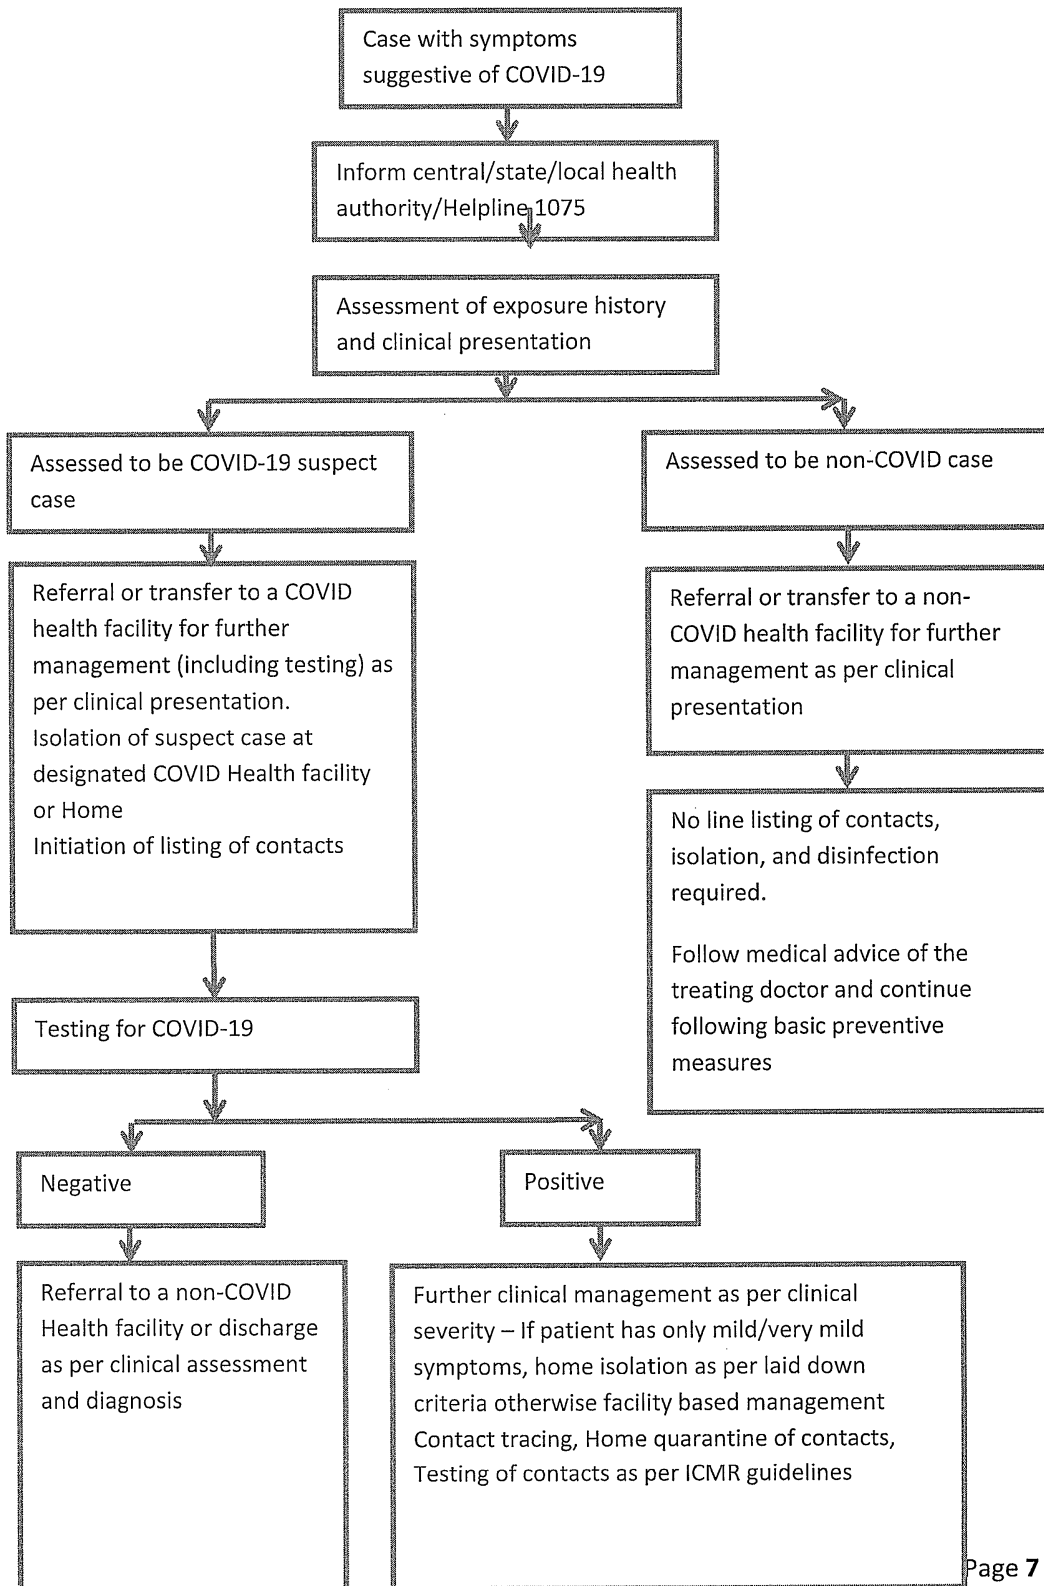 Case with symptoms
suggestive of COVID-19
Inform central/state/local health
authority/Helpline 1075
Assessment of exposure history
and clinical presentation
Assessed to be COVID-19 suspect
case
Assessed to be non-COVID case
Referral or transfer to a COVID
health facility for further
management (including testing) as
per clinical presentation.
Isolation of suspect case at
designated COVID Health facility
or Home
Initiation of listing of contacts
Referral or transfer to a non-
COVID health facility for further
management as per clinical
presentation
No line listing of contacts,
isolation, and disinfection
required.
Follow medical advice of the
treating doctor and continue
following basic preventive
measures
Testing for COVID-19
Negative
Positive
Referral to a non-COVID
Health facility or discharge
as per clinical assessment
and diagnosis
Further clinical management as per clinical
severity – If patient has only mild/very mild
symptoms, home isolation as per laid down
criteria otherwise facility based management
Contact tracing, Home quarantine of contacts,
Testing of contacts as per ICMR guidelines
Page 7